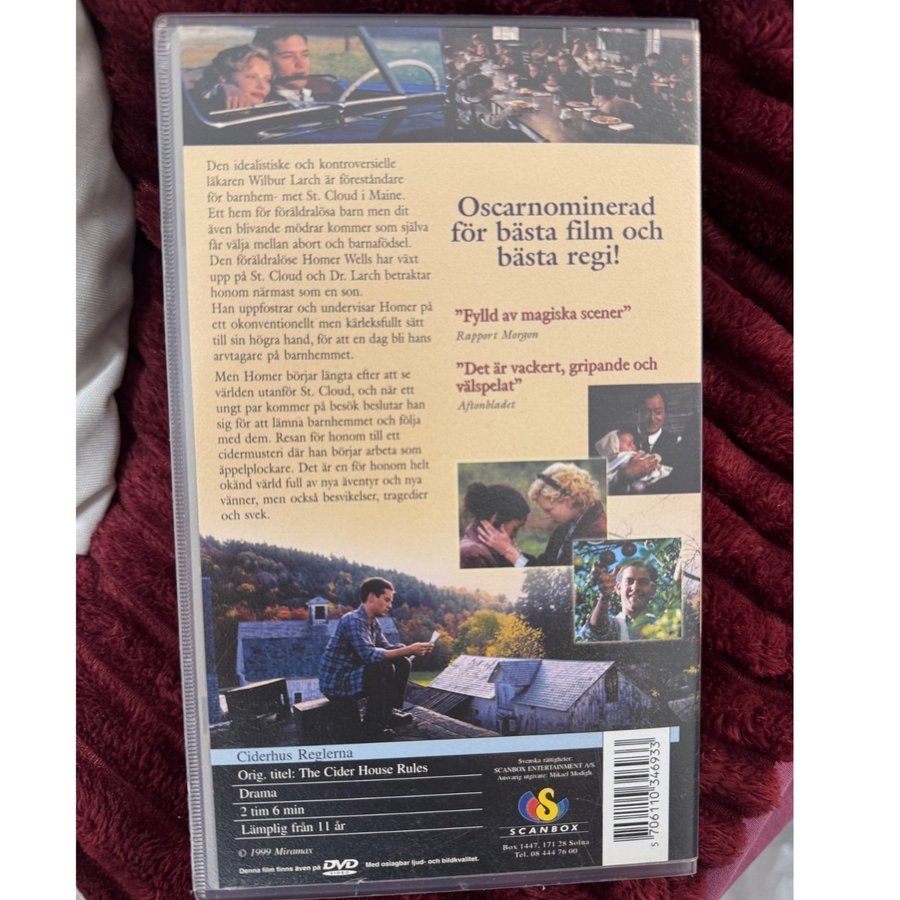 Den idealistiske och kontroversielle
läkaren Wilbur Larch är föreståndare
för barnhem- met St. Cloud i Maine.
Ett hem för föräldralösa barn men dit
även blivande mödrar kommer som själva
får välja mellan abort och barnafödsel.
Den föräldralöse Homer Wells har växt
upp på St. Cloud och Dr. Larch betraktar
honom närmast som en son.
Han uppfostrar och undervisar Homer på
ett okonventionellt men kärleksfullt sätt
till sin högra hand, för att en dag bli hans
arvtagare på barnhemmet.
Men Homer börjar längta efter att se
världen utanför St. Cloud, och när ett
ungt par kommer på besök beslutar han
sig för att lämna barnhemmet och följa
med dem. Resan för honom till ett
cidermusteri där han börjar arbeta som
äppelplockare. Det är en för honom helt
okänd värld full av nya äventyr och nya
vänner, men också besvikelser, tragedier
och svek.
Oscarnominerad
för bästa film och
bästa regi!
"Fylld av magiska scener"
Rapport Morgon
"Det är vackert, gripande och
välspelat"
Aftonbladet
Ciderhus Reglerna
Orig. titel: The Cider House Rules
Drama
2 tim 6 min
Lämplig från 11 år
© 1999 Miramax
Denna film finns även på DVD VIDEO Med oslagbar ljud- och bildkvalitet.
Svenska rättigheter:
SCANBOX ENTERTAINMENT A/S.
Ansvarig utgivare: Mikael Modigh
S
SCANBOX
Box 1447, 171 28 Solna
Tel. 08 444 76 00
5 706110 346933